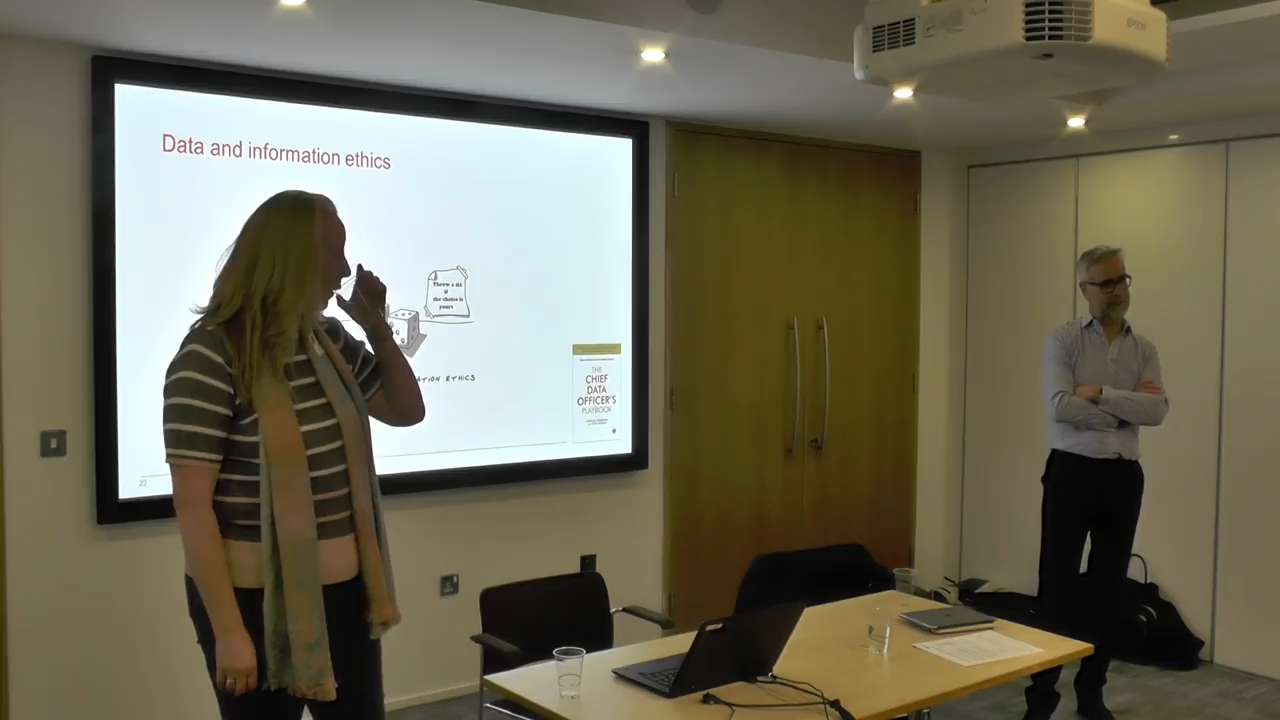 Data and information ethics
Throw a six
&
the choice is
yours
ATION ETHICS
THE
CHIEF
DATA
OFFICER'S
PLAYBOOK
22
EPSON